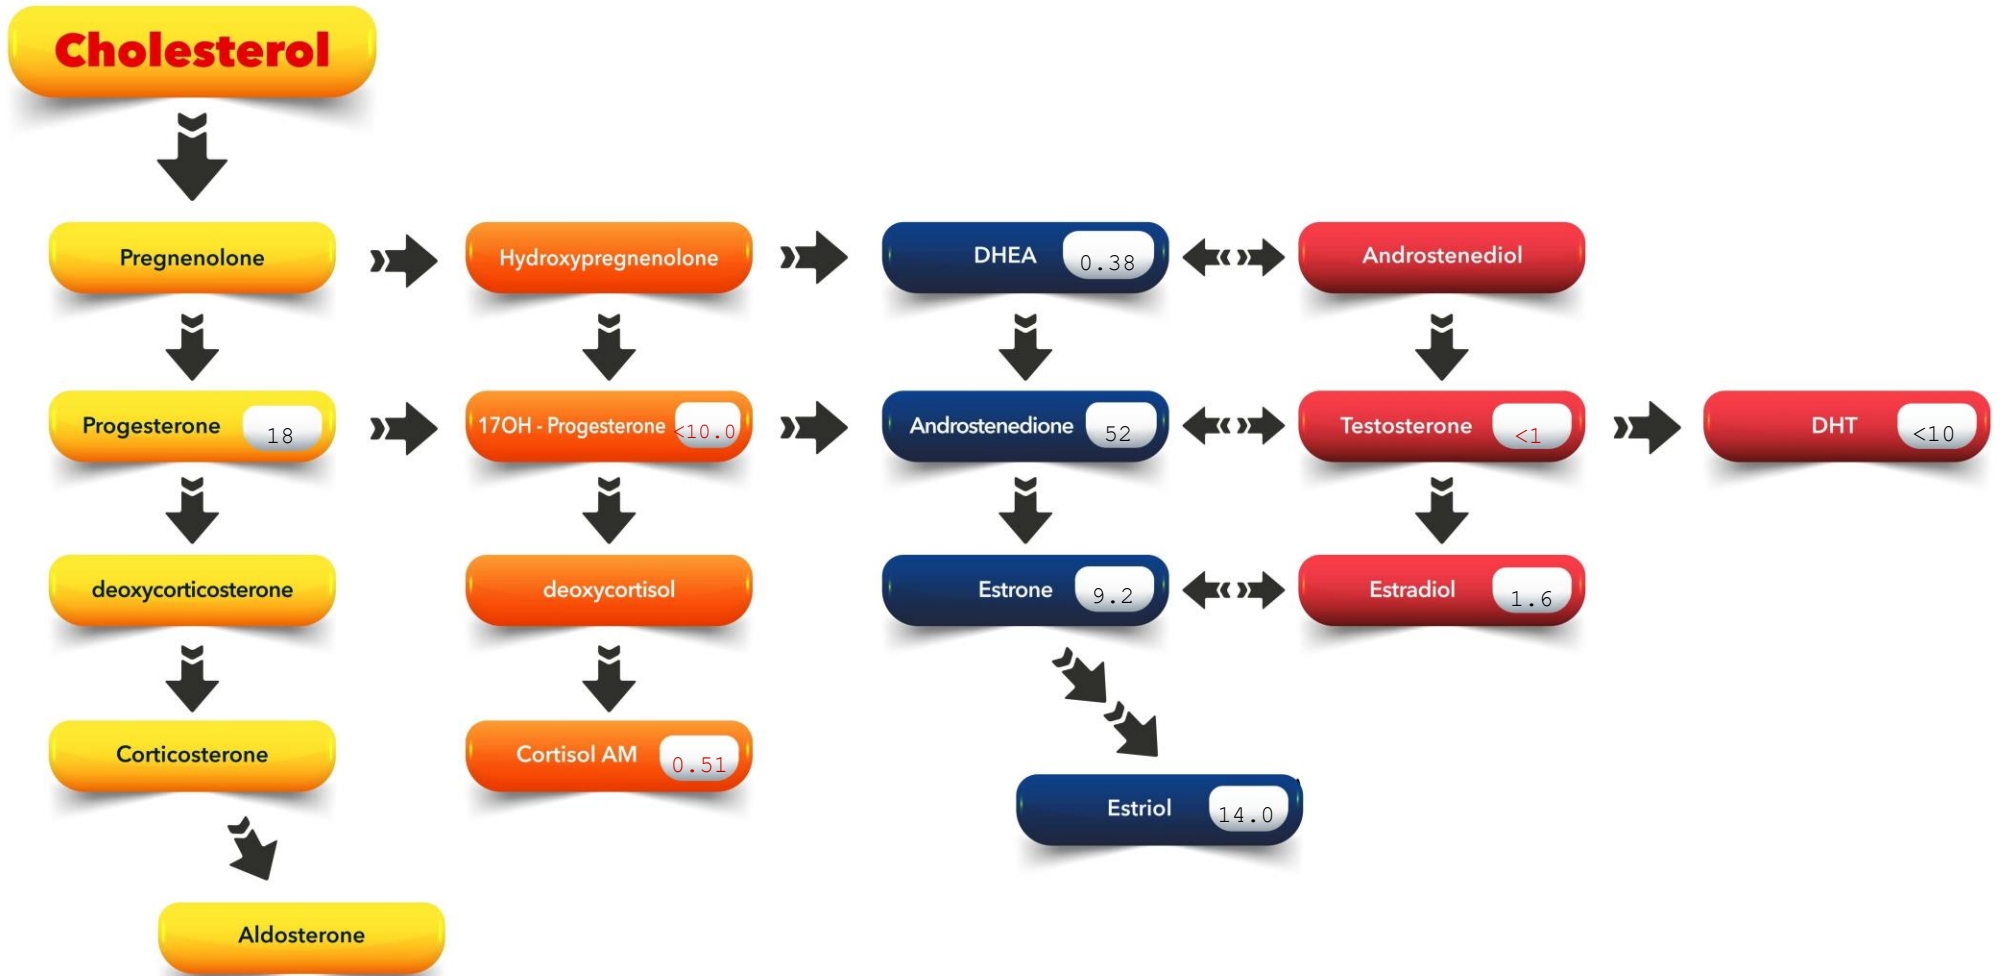 Cholesterol
Pregnenolone
Hydroxypregnenolone
DHEA 0.38
Androstenediol
Progesterone 18
17OH - Progesterone <10.0
Androstenedione 52
Testosterone <1
DHT <10
deoxycorticosterone
deoxycortisol
Estrone 9.2
Estradiol 1.6
Corticosterone
Cortisol AM 0.51
Estriol 14.0
Aldosterone